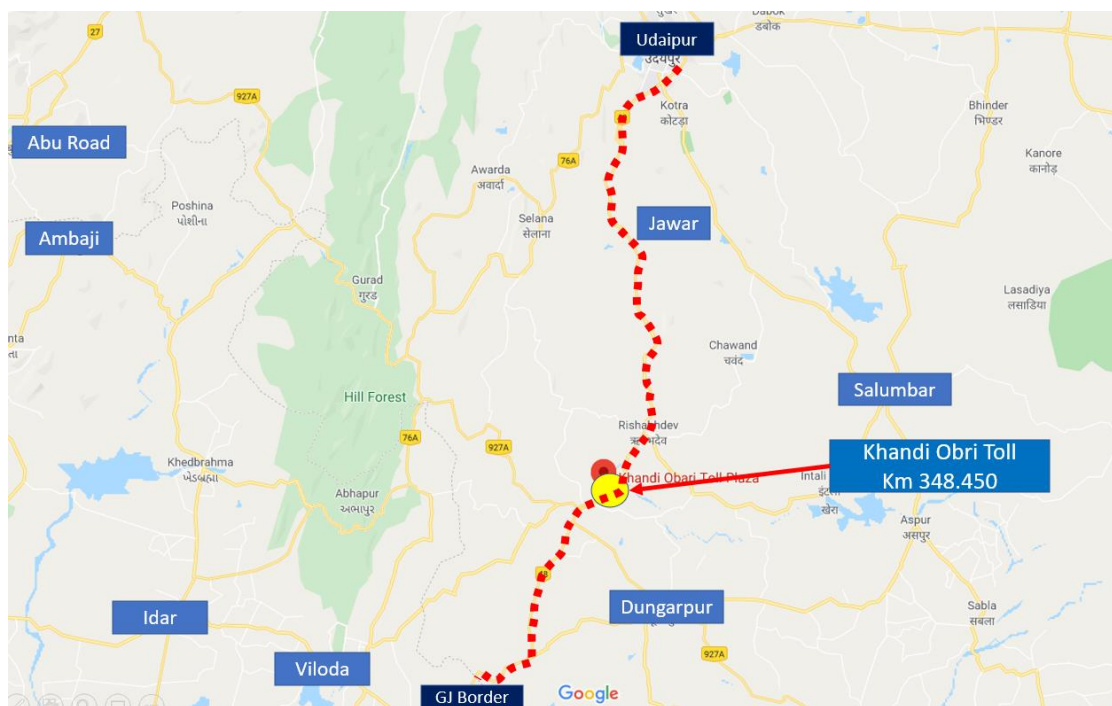 Udaipur
उदयपुर
Dabok
डबोक
27
927A
Kotra
कोटड़ा
Bhinder
भिण्डर
Abu Road
76A
Kanore
कानोड़
Awarda
अवार्दा
Poshina
પોશીના
Selana
सेलाना
Jawar
Ambaji
Gurad
गुरड
Lasadiya
लसाडिया
Chawand
चवंद
Hill Forest
Salumbar
Rishabhdev
76A
927A
Khandi Obri Toll
Km 348.450
Khedbrahma
ખેડબ્રહ્મા
Khandi Obari Toll Plaza
Intali
इंटाली
खेरा
Abhapur
અભાપુર
Aspur
असपुर
48
Idar
Dungarpur
Sabla
सबला
Viloda
927A
GJ Border
Google